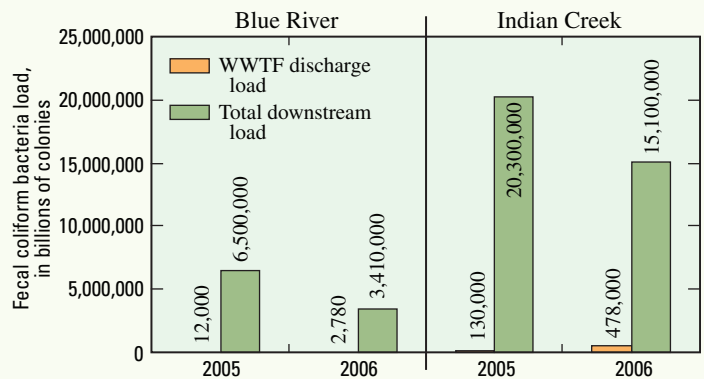 Blue River
Indian Creek
Fecal coliform bacteria load,
in billions of colonies
25,000,000
20,000,000
15,000,000
10,000,000
5,000,000
0
WWTF discharge
load
Total downstream
load
12,000
6,500,000
2,780
3,410,000
130,000
20,300,000
478,000
15,100,000
2005
2006
2005
2006